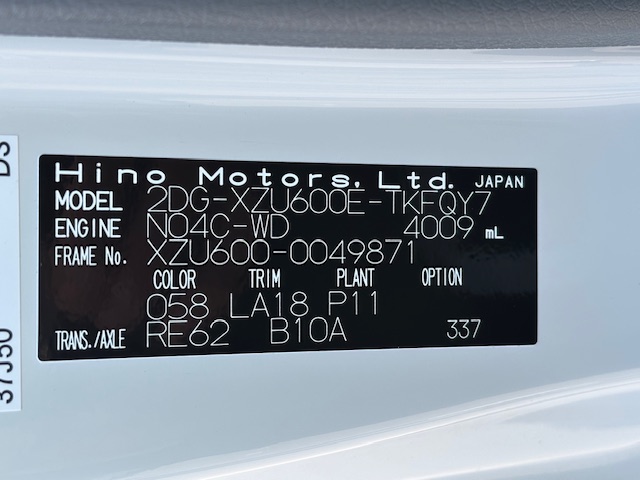 Hino Motors, Ltd. JAPAN
MODEL 2DG-XZU600E-TKFQY7
ENGINE N04C-WD 4009 mL
FRAME No. XZU600-0049871
COLOR TRIM PLANT OPTION
058 LA18 P11
TRANS./AXLE RE62 B10A 337